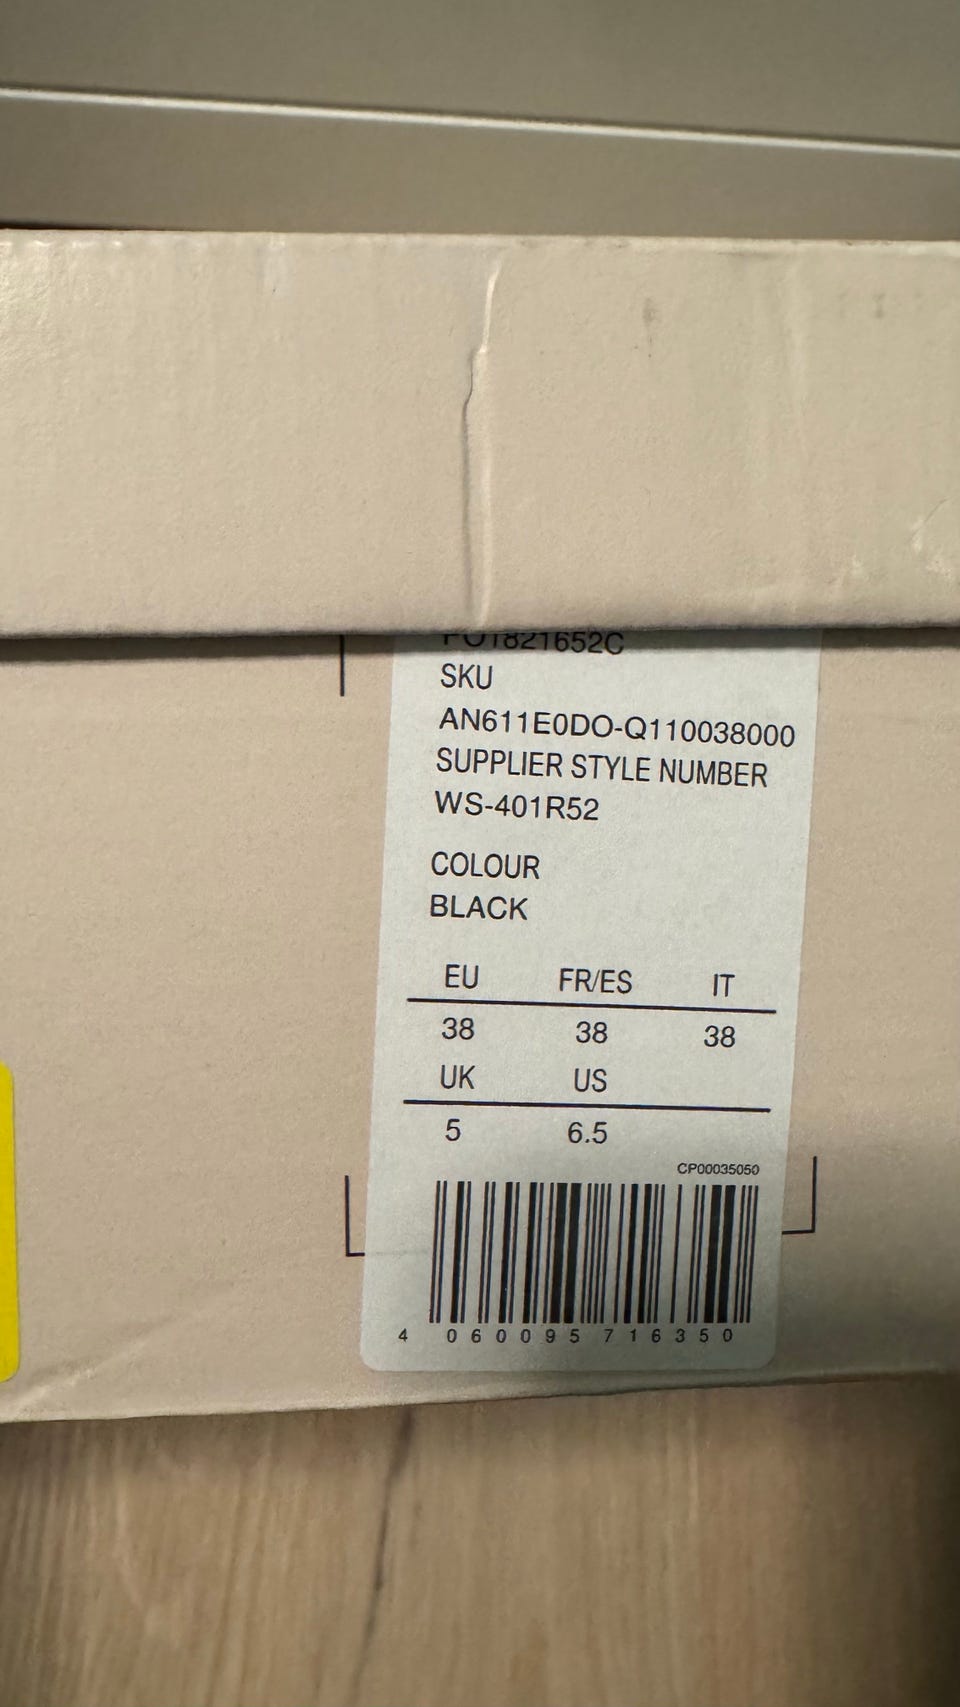 PO1821652C
SKU
AN611E0DO-Q110038000
SUPPLIER STYLE NUMBER
WS-401R52
COLOUR
BLACK
EU FR/ES IT
38 38 38
UK US
5 6.5
CP00035050
4 060095 716350